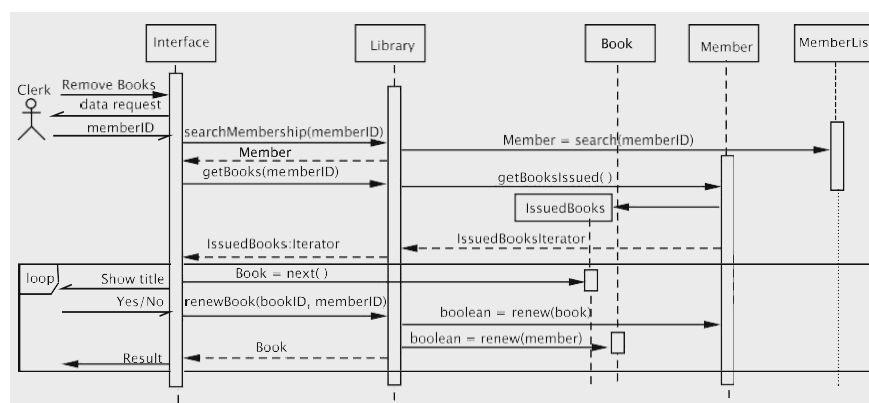 Interface
Library
Book
Member
MemberLis
Clerk
Remove Books
data request
memberID
searchMembership(memberID)
Member = search(memberID)
Member
getBooks(memberID)
getBooksIssued( )
IssuedBooks
IssuedBooksIterator
IssuedBooks:Iterator
loop
Show title
Book = next( )
Yes/No
renewBook(bookID, memberID)
boolean = renew(book)
boolean = renew(member)
Book
Result